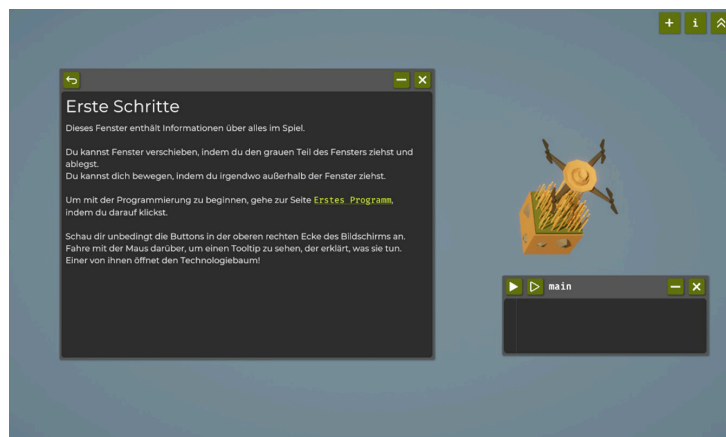 Erste Schritte
Dieses Fenster enthält Informationen über alles im Spiel.
Du kannst Fenster verschieben, indem du den grauen Teil des Fensters ziehst und
ablegst.
Du kannst dich bewegen, indem du irgendwo außerhalb der Fenster ziehst.
Um mit der Programmierung zu beginnen, gehe zur Seite Erstes Programm,
indem du darauf klickst.
Schau dir unbedingt die Buttons in der oberen rechten Ecke des Bildschirms an.
Fahre mit der Maus darüber, um einen Tooltip zu sehen, der erklärt, was sie tun.
Einer von ihnen öffnet den Technologiebaum!
main